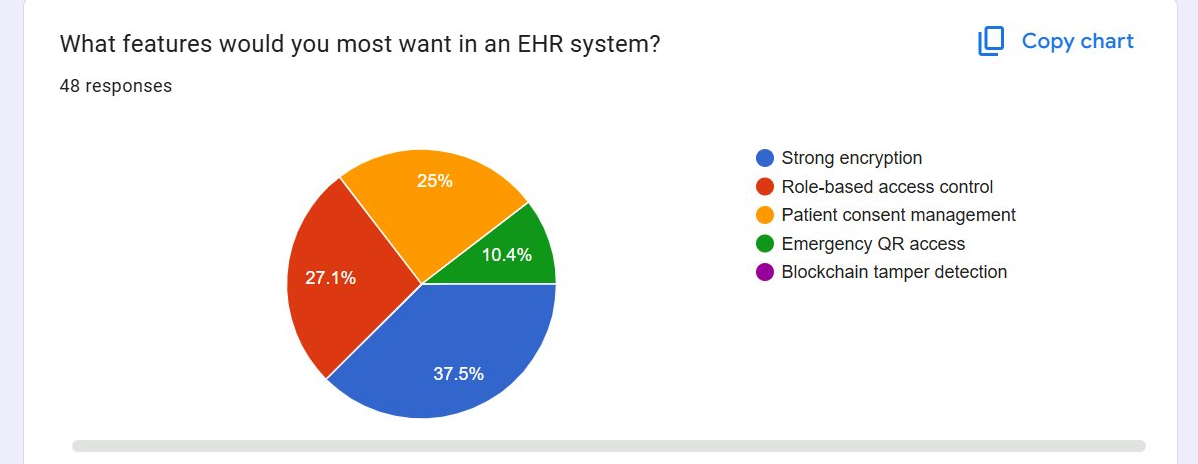 What features would you most want in an EHR system?
Copy chart
48 responses
25%
10.4%
27.1%
37.5%
Strong encryption
Role-based access control
Patient consent management
Emergency QR access
Blockchain tamper detection